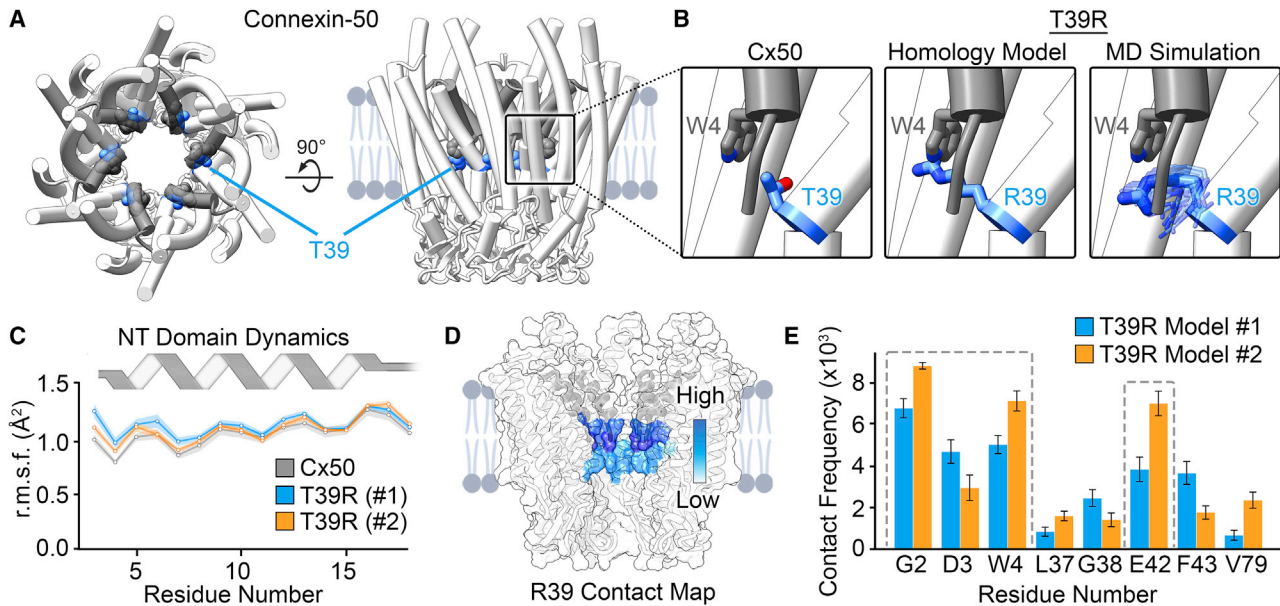 A
Connexin-50
90°
T39
B
T39R
Cx50
Homology Model
MD Simulation
W4
T39
W4
R39
W4
R39
C
NT Domain Dynamics
r.m.s.f. (Å²)
1.5
1.0
0.5
0.0
Cx50
T39R (#1)
T39R (#2)
5
10
15
Residue Number
D
High
Low
R39 Contact Map
E
T39R Model #1
T39R Model #2
Contact Frequency (x10³)
8
6
4
2
0
G2 D3 W4 L37 G38 E42 F43 V79
Residue Number